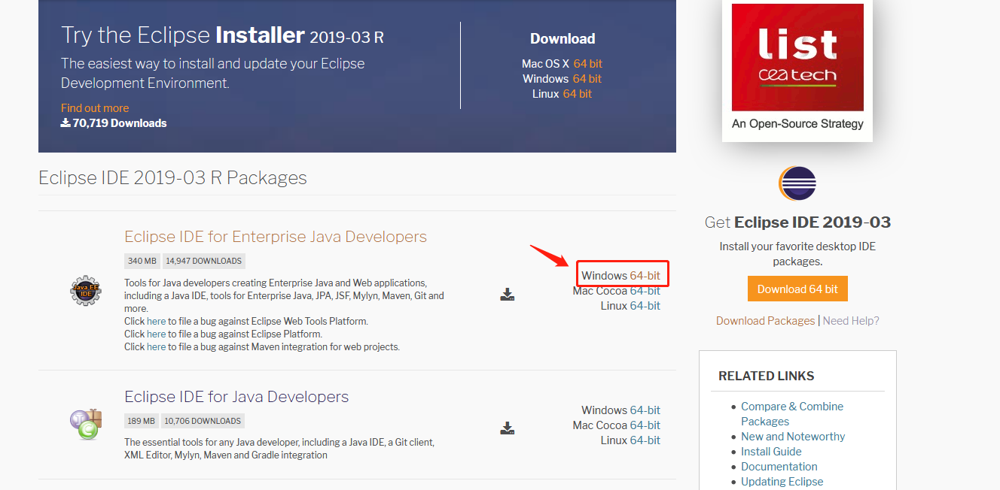 Try the Eclipse Installer 2019-03 R
The easiest way to install and update your Eclipse
Development Environment.
Find out more
70,719 Downloads
Download
Mac OS X 64 bit
Windows 64 bit
Linux 64 bit
list
cea tech
An Open-Source Strategy
Eclipse IDE 2019-03 R Packages
Eclipse IDE for Enterprise Java Developers
340 MB 14,947 DOWNLOADS
Java EE
IDE
Tools for Java developers creating Enterprise Java and Web applications,
including a Java IDE, tools for Enterprise Java, JPA, JSF, Mylyn, Maven, Git and
more.
Click here to file a bug against Eclipse Web Tools Platform.
Click here to file a bug against Eclipse Platform.
Click here to file a bug against Maven integration for web projects.
Windows 64-bit
Mac Cocoa 64-bit
Linux 64-bit
Eclipse IDE for Java Developers
189 MB 10,706 DOWNLOADS
The essential tools for any Java developer, including a Java IDE, a Git client,
XML Editor, Mylyn, Maven and Gradle integration
Windows 64-bit
Mac Cocoa 64-bit
Linux 64-bit
Get Eclipse IDE 2019-03
Install your favorite desktop IDE
packages.
Download 64 bit
Download Packages | Need Help?
RELATED LINKS
Compare & Combine
Packages
New and Noteworthy
Install Guide
Documentation
Updating Eclipse